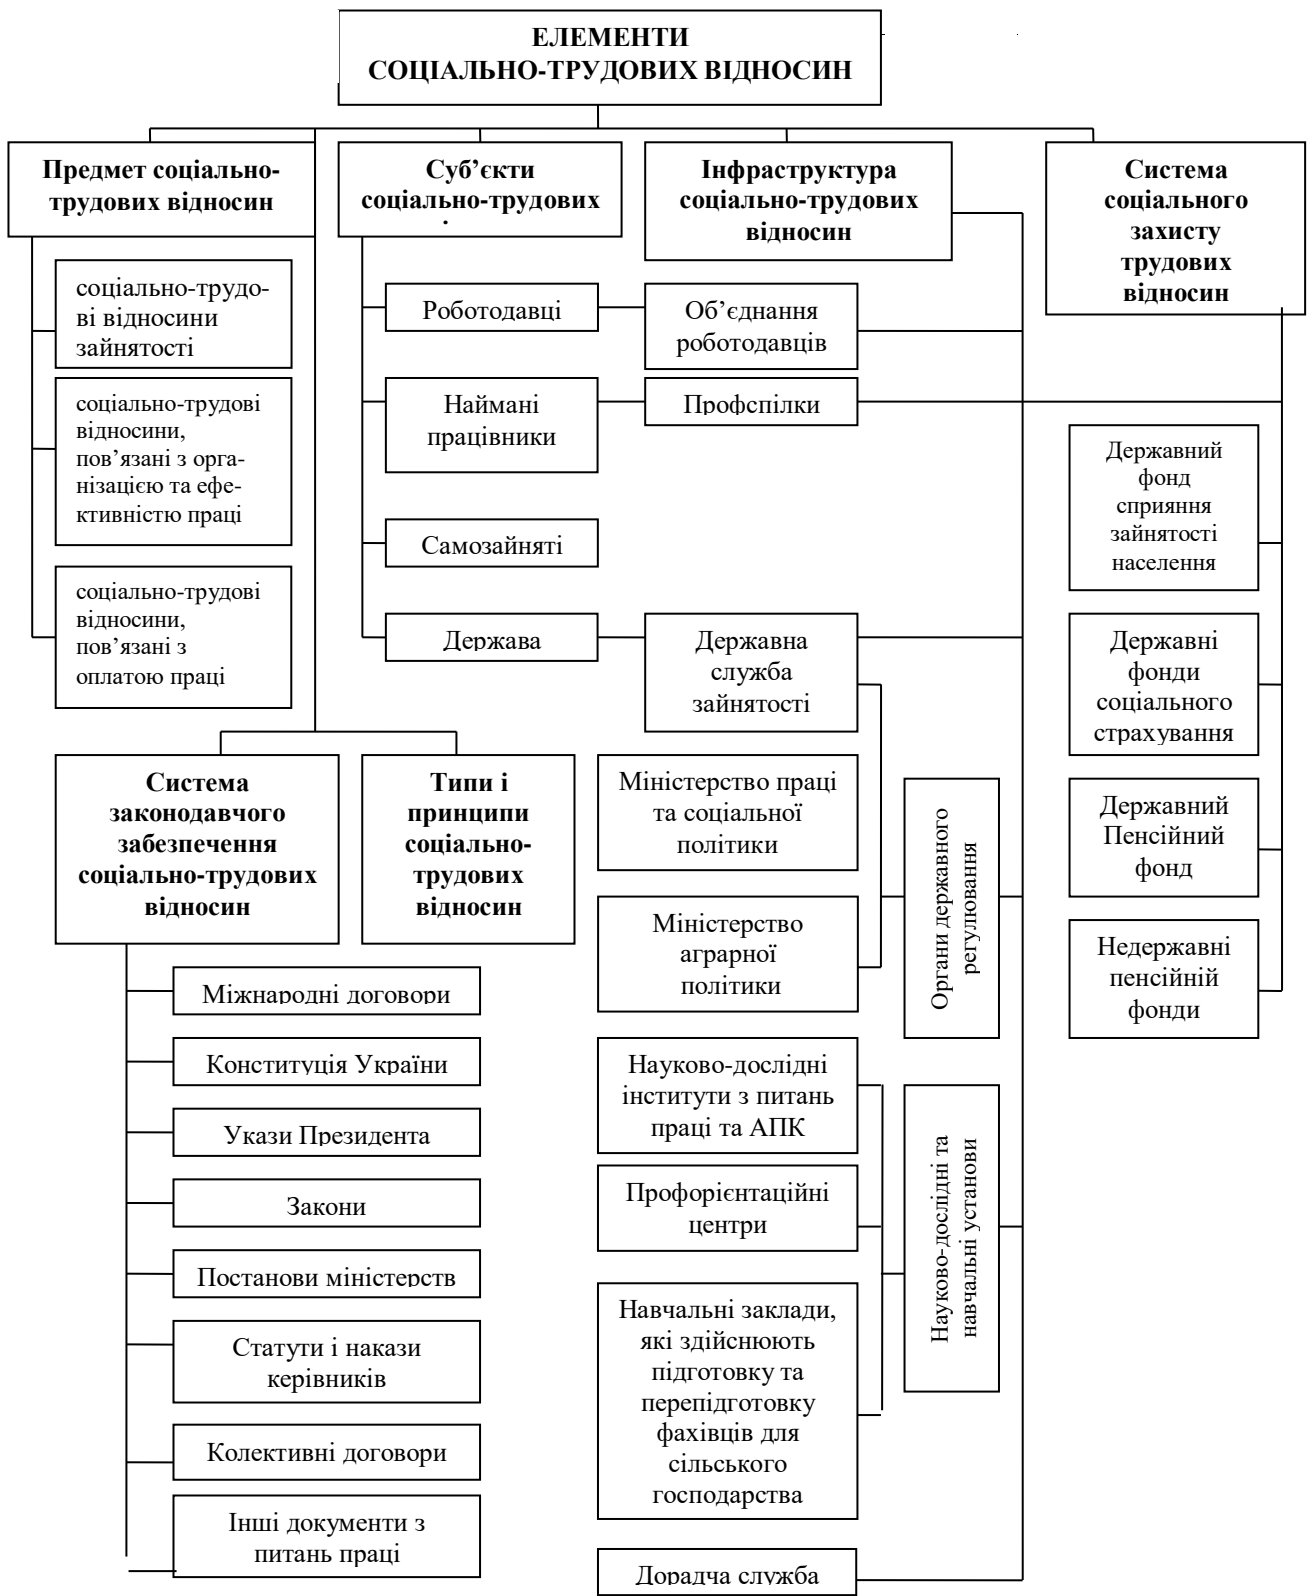 ЕЛЕМЕНТИ
СОЦІАЛЬНО-ТРУДОВИХ ВІДНОСИН
Предмет соціально-
трудових відносин
соціально-трудо-
ві відносини
зайнятості
соціально-трудові
відносини,
пов’язані з орга-
нізацією та ефе-
ктивністю праці
соціально-трудові
відносини,
пов’язані з
оплатою праці
Суб’єкти
соціально-трудових
Роботодавці
Наймані
працівники
Самозайняті
Держава
Інфраструктура
соціально-трудових
відносин
Об’єднання
роботодавців
Профспілки
Державна
служба
зайнятості
Міністерство праці
та соціальної
політики
Міністерство
аграрної
політики
Органи державного
регулювання
Науково-дослідні
інститути з питань
праці та АПК
Профорієнтаційні
центри
Навчальні заклади,
які здійснюють
підготовку та
перепідготовку
фахівців для
сільського
господарства
Науково-дослідні та
навчальні установи
Дорадча служба
Система
соціального
захисту
трудових
відносин
Державний
фонд
сприяння
зайнятості
населення
Державні
фонди
соціального
страхування
Державний
Пенсійний
фонд
Недержавні
пенсійній
фонди
Система
законодавчого
забезпечення
соціально-трудових
відносин
Міжнародні договори
Конституція України
Укази Президента
Закони
Постанови міністерств
Статути і накази
керівників
Колективні договори
Інші документи з
питань праці
Типи і
принципи
соціально-
трудових
відносин